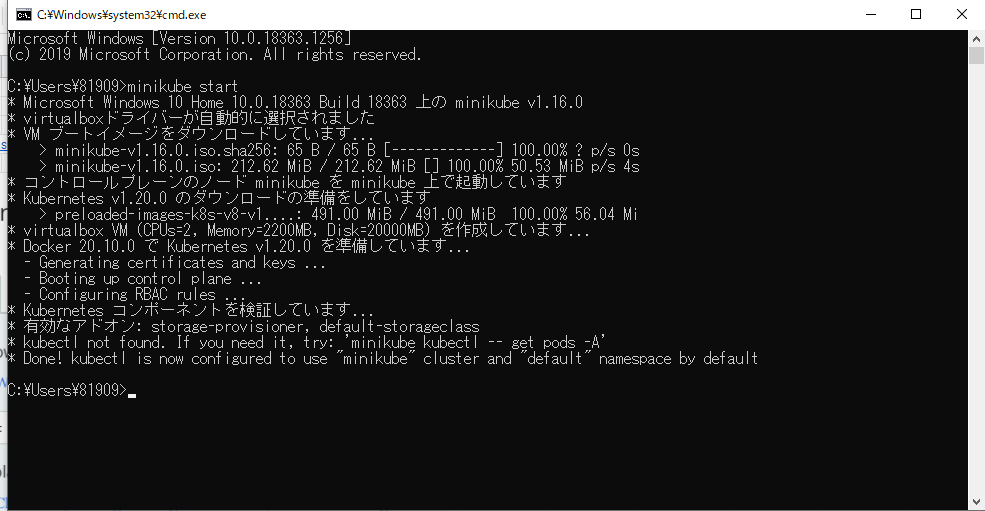 C:¥Windows¥system32¥cmd.exe
Microsoft Windows [Version 10.0.18363.1256]
(c) 2019 Microsoft Corporation. All rights reserved.
C:¥Users¥81909>minikube start
* Microsoft Windows 10 Home 10.0.18363 Build 18363 上の minikube v1.16.0
* virtualboxドライバーが自動的に選択されました
* VM ブートイメージをダウンロードしています...
> minikube-v1.16.0.iso.sha256: 65 B / 65 B [-------------] 100.00% ? p/s 0s
> minikube-v1.16.0.iso: 212.62 MiB / 212.62 MiB [] 100.00% 50.53 MiB p/s 4s
* コントロールプレーンのノード minikube を minikube 上で起動しています
* Kubernetes v1.20.0 のダウンロードの準備をしています
> preloaded-images-k8s-v8-v1....: 491.00 MiB / 491.00 MiB 100.00% 56.04 Mi
* virtualbox VM (CPUs=2, Memory=2200MB, Disk=20000MB) を作成しています...
* Docker 20.10.0 で Kubernetes v1.20.0 を準備しています...
- Generating certificates and keys ...
- Booting up control plane ...
- Configuring RBAC rules ...
* Kubernetes コンポーネントを検証しています...
* 有効なアドオン: storage-provisioner, default-storageclass
* kubectl not found. If you need it, try: 'minikube kubectl -- get pods -A'
* Done! kubectl is now configured to use "minikube" cluster and "default" namespace by default
C:¥Users¥81909>